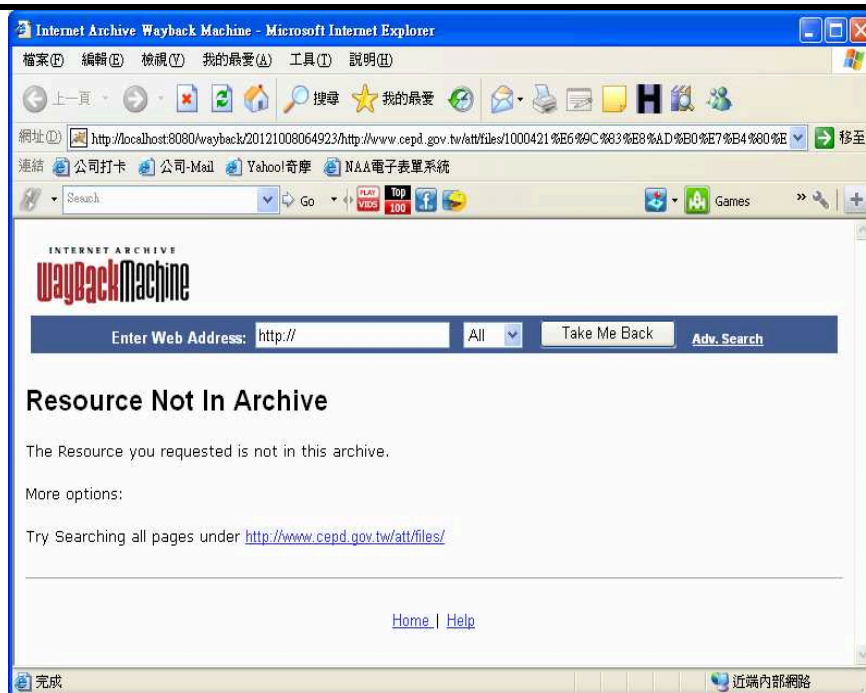 Internet Archive Wayback Machine - Microsoft Internet Explorer
檔案(F) 編輯(E) 檢視(V) 我的最愛(A) 工具(T) 說明(H)
上一頁 搜尋 我的最愛
網址(D) http://localhost:8080/wayback/20121008064923/http://www.cepd.gov.tw/att/files/1000421%E6%9C%83%E8%AD%B0%E7%B4%80%E 移至
連結 公司打卡 公司-Mail Yahoo!奇摩 NAA電子表單系統
Search Go PLAY VIDS Top 100 Games
INTERNET ARCHIVE
WayBackMachine
Enter Web Address: http:// All Take Me Back Adv. Search
Resource Not In Archive
The Resource you requested is not in this archive.
More options:
Try Searching all pages under http://www.cepd.gov.tw/att/files/
Home | Help
完成 近端內部網路